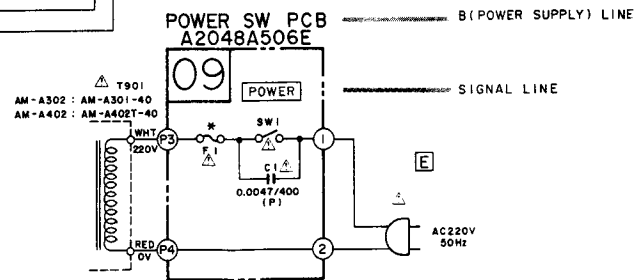 POWER SW PCB
A2048A506E
B(POWER SUPPLY) LINE
09
POWER
SIGNAL LINE
T901
AM-A302 : AM-A301-40
AM-A402 : AM-A402T-40
WHT
220V
P3
*
F1
SW1
1
C1
0.0047/400
(P)
E
RED
0V
P4
2
AC220V
50Hz